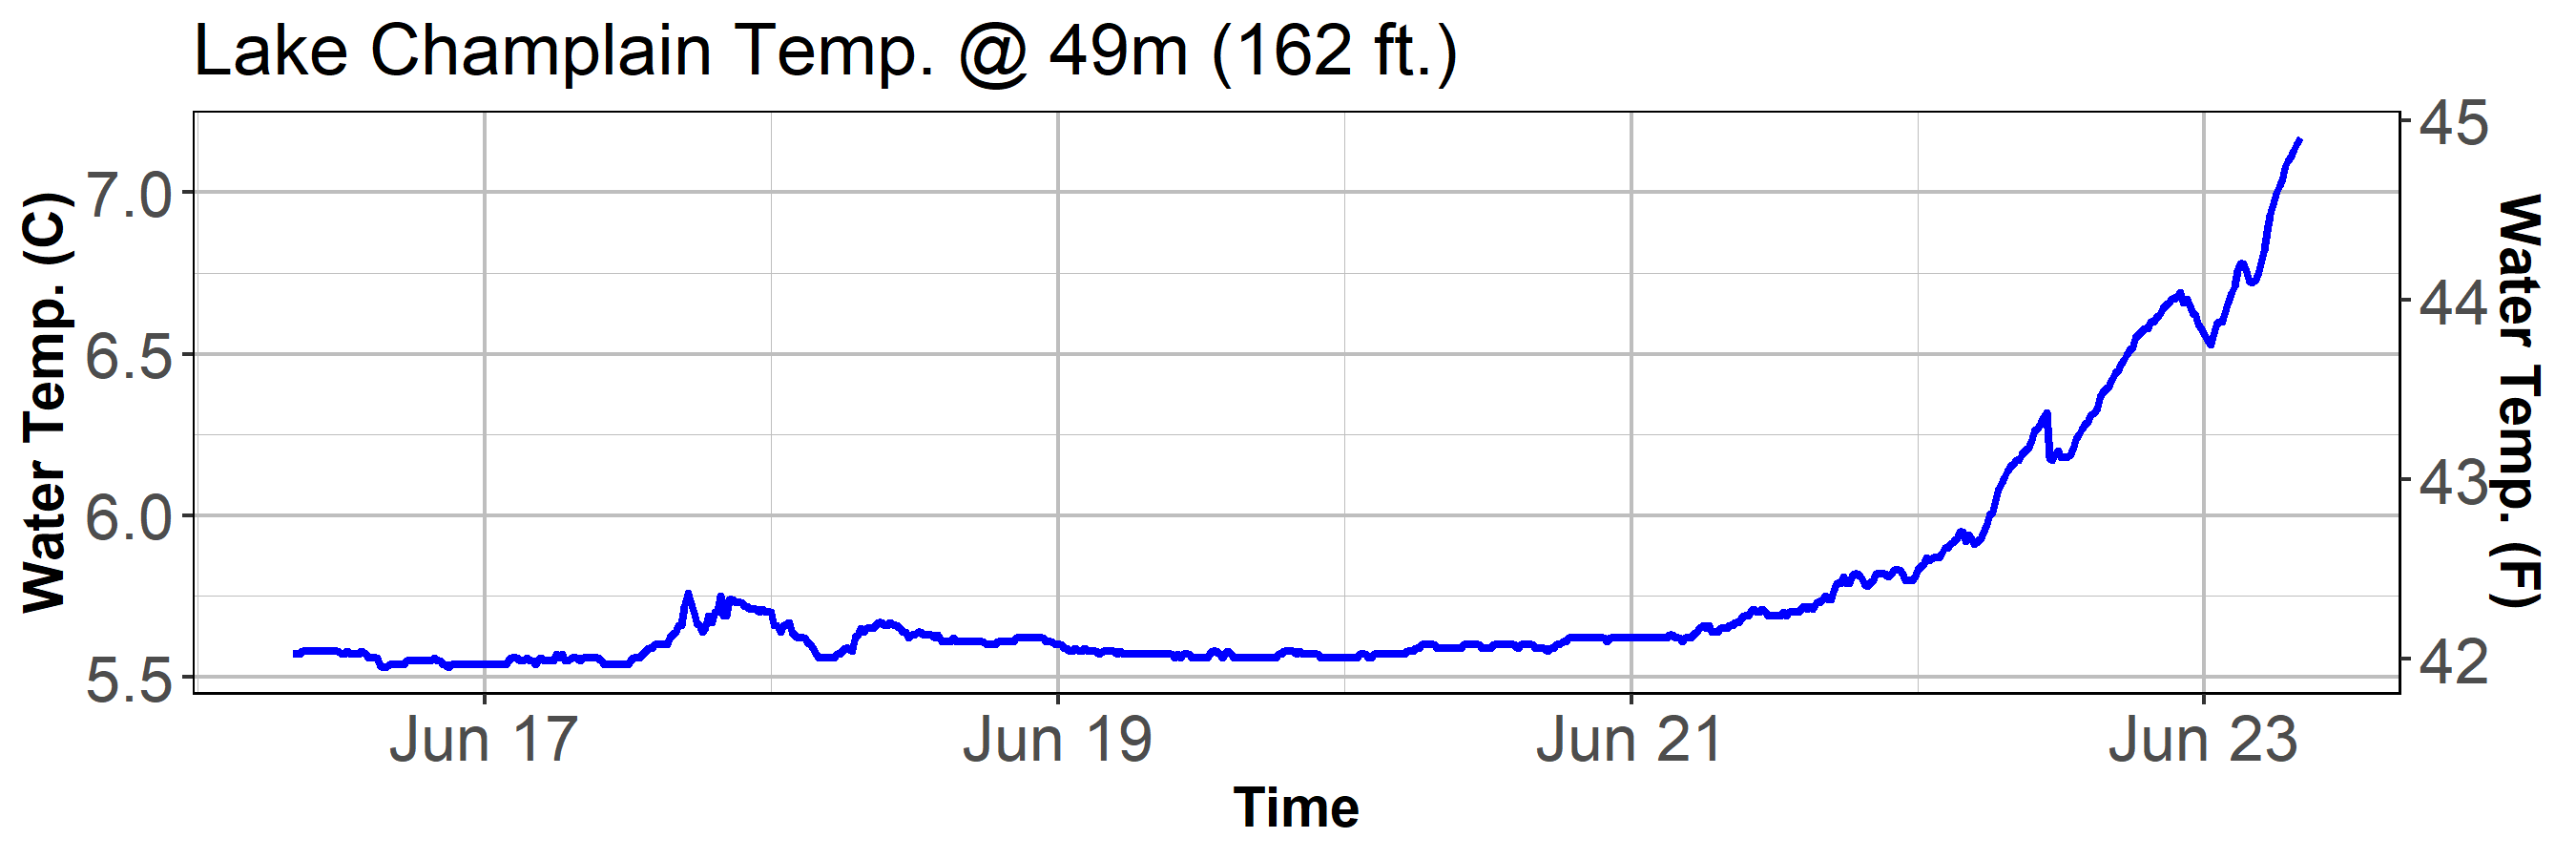 Lake Champlain Temp. @ 49m (162 ft.)
Water Temp. (C)
7.0
6.5
6.0
5.5
45
44
43
42
Water Temp. (F)
Jun 17 Jun 19 Jun 21 Jun 23
Time